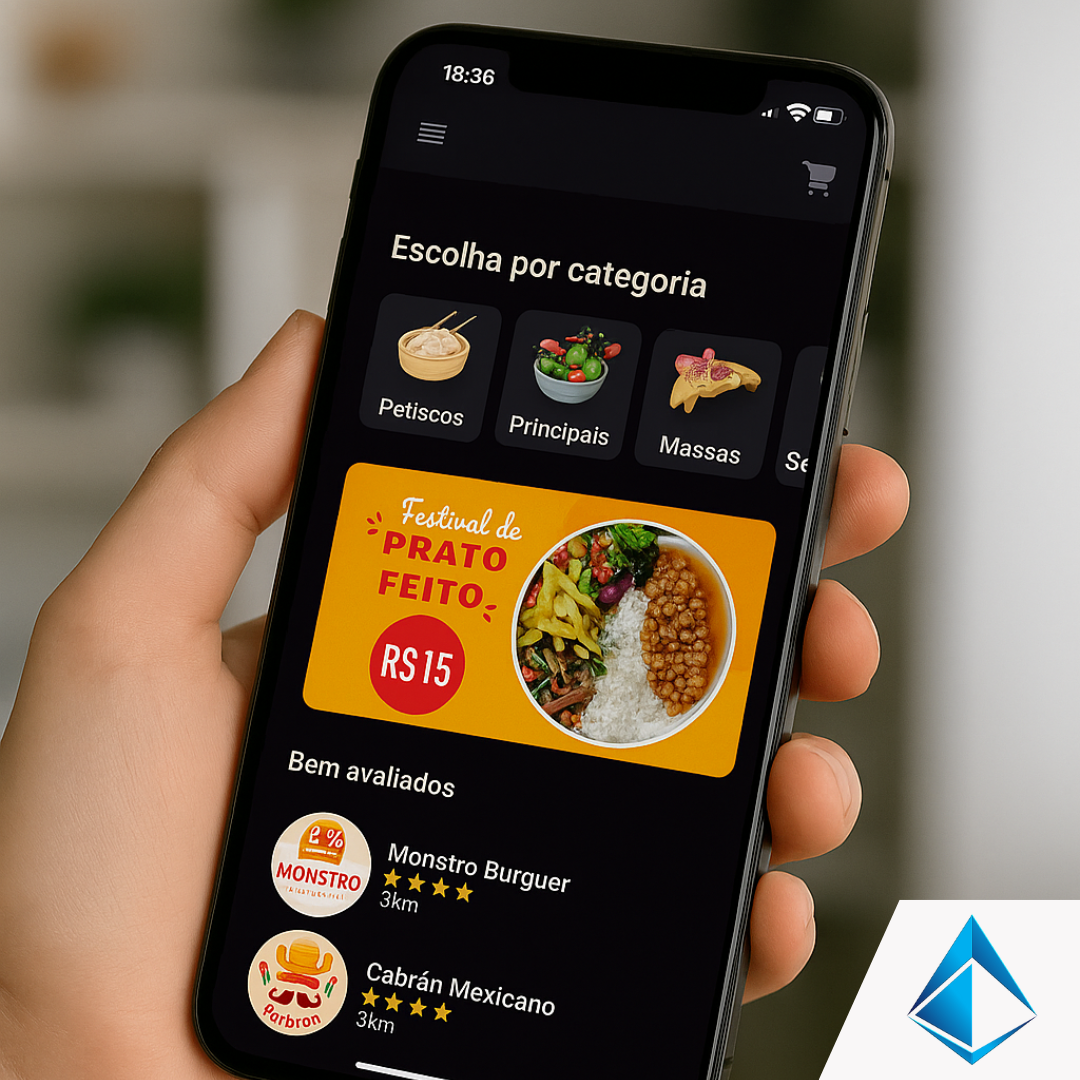 18:36
Escolha por categoria
Petiscos
Principais
Massas
Se
Festival de
PRATO
FEITO
RS 15
Bem avaliados
MONSTRO
Monstro Burguer
3km
Parbron
Cabrán Mexicano
3km